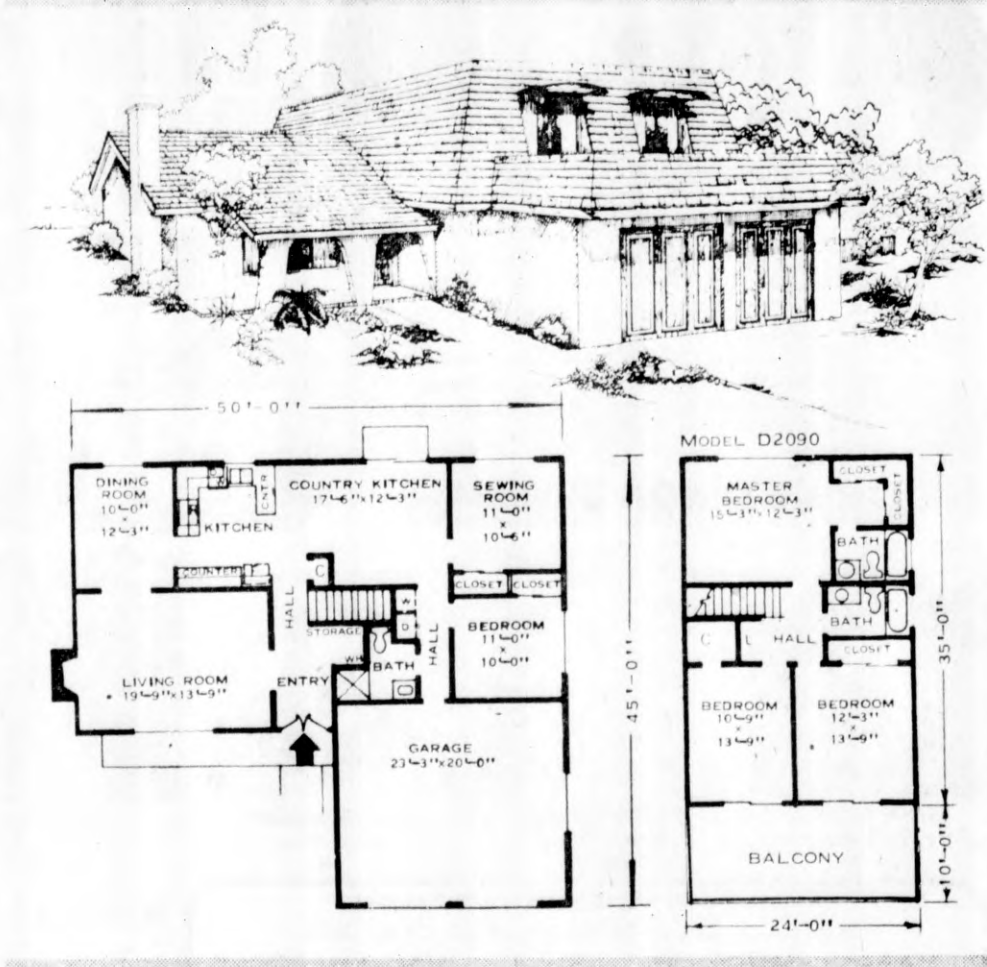 50'-0"
MODEL D2090
DINING
ROOM
10'-0"
x
12'-3"
KITCHEN
CNTR
COUNTRY KITCHEN
17'-6"x12'-3"
SEWING
ROOM
11'-0"
x
10'-6"
COUNTER
C
CLOSET
CLOSET
HALL
STORAGE
D
HALL
BEDROOM
11'-0"
x
10'-0"
WH
BATH
LIVING ROOM
19'-9"x13'-9"
ENTRY
GARAGE
23'-3"x20'-0"
45'-0"
CLOSET
CLOSET
MASTER
BEDROOM
15'-3"x12'-3"
BATH
BATH
C
L
HALL
CLOSET
BEDROOM
10'-9"
x
13'-9"
BEDROOM
12'-3"
x
13'-9"
35'-0"
BALCONY
10'-0"
24'-0"